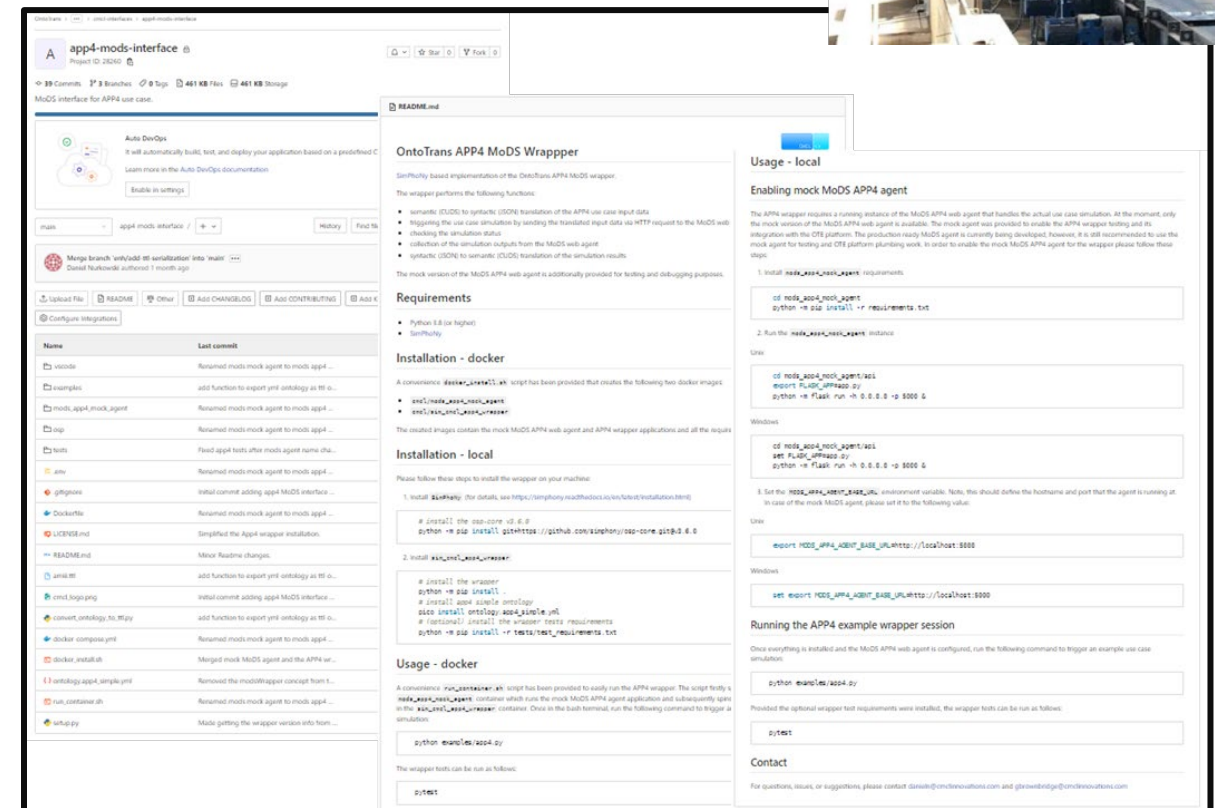 OntoTrans > ... > cmcl-interfaces > app4-mods-interface
A
app4-mods-interface
Project ID: 28260
Star 0
Fork 0
39 Commits 3 Branches 0 Tags 461 KB Files 461 KB Storage
MoDS interface for APP4 use case.
Auto DevOps
It will automatically build, test, and deploy your application based on a predefined C
Learn more in the Auto DevOps documentation
Enable in settings
main
app4-mods-interface / +
History
Find file
Merge branch 'enh/add-ttl-serialization' into 'main' ...
Daniel Nurkowski authored 1 month ago
Upload File
README
Other
Add CHANGELOG
Add CONTRIBUTING
Add K
Configure Integrations
Name Last commit
.vscode Renamed mods mock agent to mods app4 ...
examples add function to export yml ontology as ttl o...
mods_app4_mock_agent Renamed mods mock agent to mods app4 ...
osp Renamed mods mock agent to mods app4 ...
tests Fixed app4 tests after mods agent name cha...
.env Renamed mods mock agent to mods app4 ...
.gitignore Initial commit adding app4 MoDS interface ...
Dockerfile Renamed mods mock agent to mods app4 ...
LICENSE.md Simplified the App4 wrapper installation.
README.md Minor Readme changes.
amiii.ttl add function to export yml ontology as ttl o...
cmcl_logo.png Initial commit adding app4 MoDS interface ...
convert_ontology_to_ttl.py add function to export yml ontology as ttl o...
docker-compose.yml Renamed mods mock agent to mods app4 ...
docker_install.sh Merged mock MoDS agent and the APP4 wr...
ontology.app4_simple.yml Removed the modsWrapper concept from t...
run_container.sh Renamed mods mock agent to mods app4 ...
setup.py Made getting the wrapper version info from ...
README.md
OntoTrans APP4 MoDS Wrappper
SimPhoNy based implementation of the OntoTrans APP4 MoDS wrapper.
The wrapper performs the following functions:
semantic (CUDS) to syntactic (JSON) translation of the APP4 use case input data
triggering the use case simulation by sending the translated input data via HTTP request to the MoDS web
checking the simulation status
collection of the simulation outputs from the MoDS web agent
syntactic (JSON) to semantic (CUDS) translation of the simulation results
The mock version of the MoDS APP4 web agent is additionally provided for testing and debugging purposes.
Requirements
Python 3.8 (or higher)
SimPhoNy
Installation - docker
A convenience docker_install.sh script has been provided that creates the following two docker images:
cmcl/mods_app4_mock_agent
cmcl/sim_cmcl_app4_wrapper
The created images contain the mock MoDS APP4 web agent and APP4 wrapper applications and all the requir
Installation - local
Please follow these steps to install the wrapper on your machine:
1. Install SimPhoNy (for details, see https://simphony.readthedocs.io/en/latest/installation.html)
# install the osp-core v3.6.0
python -m pip install git+https://github.com/simphony/osp-core.git@v3.6.0
2. Install sim_cmcl_app4_wrapper
# install the wrapper
python -m pip install .
# install app4 simple ontology
pico install ontology.app4_simple.yml
# (optional) install the wrapper tests requirements
python -m pip install -r tests/test_requirements.txt
Usage - docker
A convenience run_container.sh script has been provided to easily run the APP4 wrapper. The script firstly s
mods_app4_mock_agent container which runs the mock MoDS APP4 agent application and subsequently spins
in the sim_cmcl_app4_wrapper container. Once in the bash terminal, run the following command to trigger a
simulation:
python examples/app4.py
The wrapper tests can be run as follows:
pytest
Usage - local
Enabling mock MoDS APP4 agent
The APP4 wrapper requires a running instance of the MoDS APP4 web agent that handles the actual use case simulation. At the moment, only
the mock version of the MoDS APP4 web agent is available. The mock agent was provided to enable the APP4 wrapper testing and its
integration with the OTE platform. The production ready MoDS agent is currently being developed, however, it is still recommended to use the
mock agent for testing and OTE platform plumbing work. In order to enable the mock MoDS APP4 agent for the wrapper please follow these
steps:
1. Install mods_app4_mock_agent requirements
cd mods_app4_mock_agent
python -m pip install -r requirements.txt
2. Run the mods_app4_mock_agent instance
Unix
cd mods_app4_mock_agent/api
export FLASK_APP=app.py
python -m flask run -h 0.0.0.0 -p 5000 &
Windows
cd mods_app4_mock_agent/api
set FLASK_APP=app.py
python -m flask run -h 0.0.0.0 -p 5000 &
3. Set the MODS_APP4_AGENT_BASE_URL environment variable. Note, this should define the hostname and port that the agent is running at
in case of the mock MoDS agent, please set it to the following value:
Unix
export MODS_APP4_AGENT_BASE_URL=http://localhost:5000
Windows
set export MODS_APP4_AGENT_BASE_URL=http://localhost:5000
Running the APP4 example wrapper session
Once everything is installed and the MoDS APP4 web agent is configured, run the following command to trigger an example use case
simulation:
python examples/app4.py
Provided the optional wrapper test requirements were installed, the wrapper tests can be run as follows:
pytest
Contact
For questions, issues, or suggestions, please contact danieln@cmclinnovations.com and gbrownbridge@cmclinnovations.com